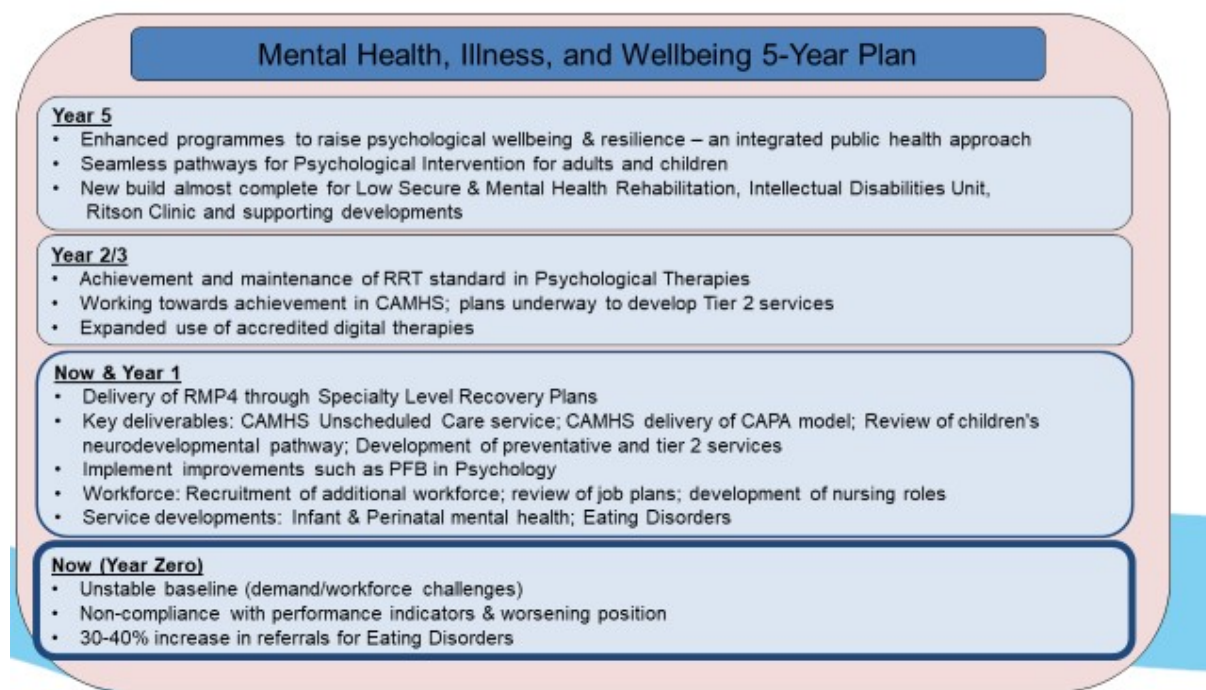 Mental Health, Illness, and Wellbeing 5-Year Plan
Year 5
• Enhanced programmes to raise psychological wellbeing & resilience – an integrated public health approach
• Seamless pathways for Psychological Intervention for adults and children
• New build almost complete for Low Secure & Mental Health Rehabilitation, Intellectual Disabilities Unit,
Ritson Clinic and supporting developments
Year 2/3
• Achievement and maintenance of RRT standard in Psychological Therapies
• Working towards achievement in CAMHS; plans underway to develop Tier 2 services
• Expanded use of accredited digital therapies
Now & Year 1
• Delivery of RMP4 through Specialty Level Recovery Plans
• Key deliverables: CAMHS Unscheduled Care service; CAMHS delivery of CAPA model; Review of children's
neurodevelopmental pathway; Development of preventative and tier 2 services
• Implement improvements such as PFB in Psychology
• Workforce: Recruitment of additional workforce; review of job plans; development of nursing roles
• Service developments: Infant & Perinatal mental health; Eating Disorders
Now (Year Zero)
• Unstable baseline (demand/workforce challenges)
• Non-compliance with performance indicators & worsening position
• 30-40% increase in referrals for Eating Disorders